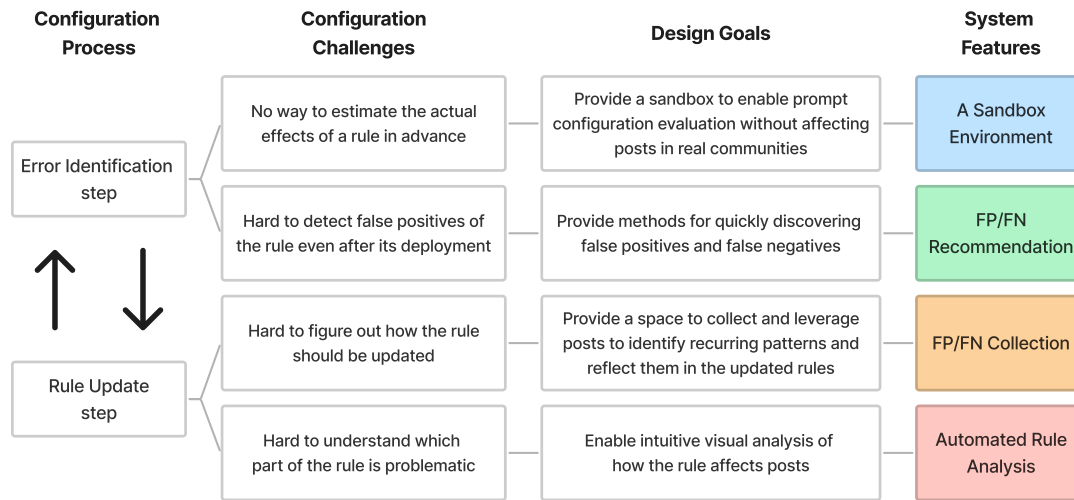 Configuration
Process
Configuration
Challenges
Design Goals
System
Features
Error Identification
step
No way to estimate the actual
effects of a rule in advance
Provide a sandbox to enable prompt
configuration evaluation without affecting
posts in real communities
A Sandbox
Environment
Hard to detect false positives of
the rule even after its deployment
Provide methods for quickly discovering
false positives and false negatives
FP/FN
Recommendation
Rule Update
step
Hard to figure out how the rule
should be updated
Provide a space to collect and leverage
posts to identify recurring patterns and
reflect them in the updated rules
FP/FN Collection
Hard to understand which
part of the rule is problematic
Enable intuitive visual analysis of
how the rule affects posts
Automated Rule
Analysis